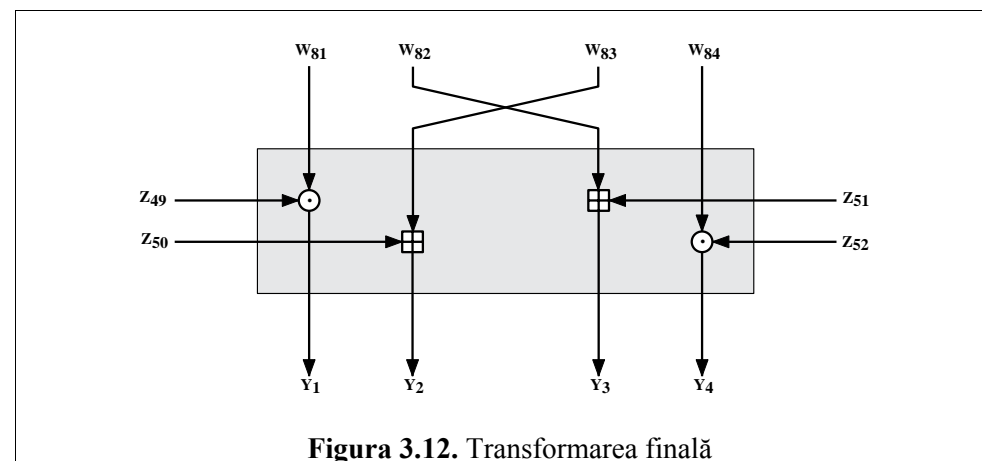 W81 W82 W83 W84
Z49 Z51
Z50 Z52
Y1 Y2 Y3 Y4
Figura 3.12. Transformarea finală